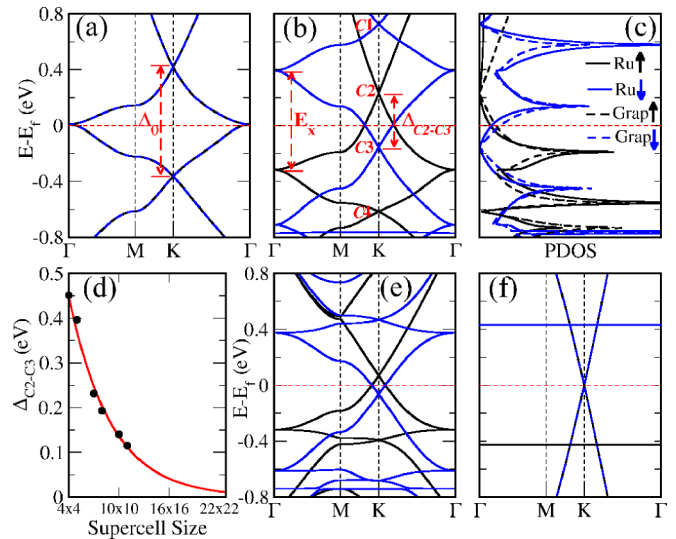 (a)
(b)
(c)
E-E_f (eV)
0.8
0.4
0
-0.4
-0.8
Δ_0
Γ M K Γ
C1
C2
C3
C4
E_x
Δ_C2-C3
Γ M K Γ
Ru↑
Ru↓
Grap↑
Grap↓
PDOS
(d)
(e)
(f)
Δ_C2-C3 (eV)
0.5
0.4
0.3
0.2
0.1
0
4x4 10x10 16x16 22x22
Supercell Size
E-E_f (eV)
0.8
0.4
0
-0.4
-0.8
Γ M K Γ
M K Γ